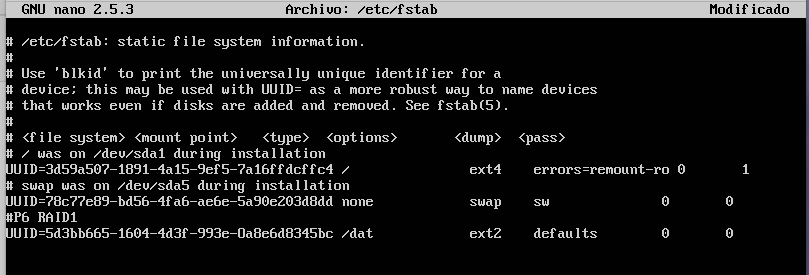 GNU nano 2.5.3 Archivo: /etc/fstab Modificado
# /etc/fstab: static file system information.
#
# Use 'blkid' to print the universally unique identifier for a
# device; this may be used with UUID= as a more robust way to name devices
# that works even if disks are added and removed. See fstab(5).
#
# <file system> <mount point>   <type>  <options>       <dump>  <pass>
# / was on /dev/sda1 during installation
UUID=3d59a507-1891-4a15-9ef5-7a16ffdcffc4 /               ext4    errors=remount-ro 0       1
# swap was on /dev/sda5 during installation
UUID=78c77e89-bd56-4fa6-ae6e-5a90e203d8dd none            swap    sw              0       0
#P6 RAID1
UUID=5d3bb665-1604-4d3f-993e-0a8e6d8345bc /dat            ext2    defaults        0       0